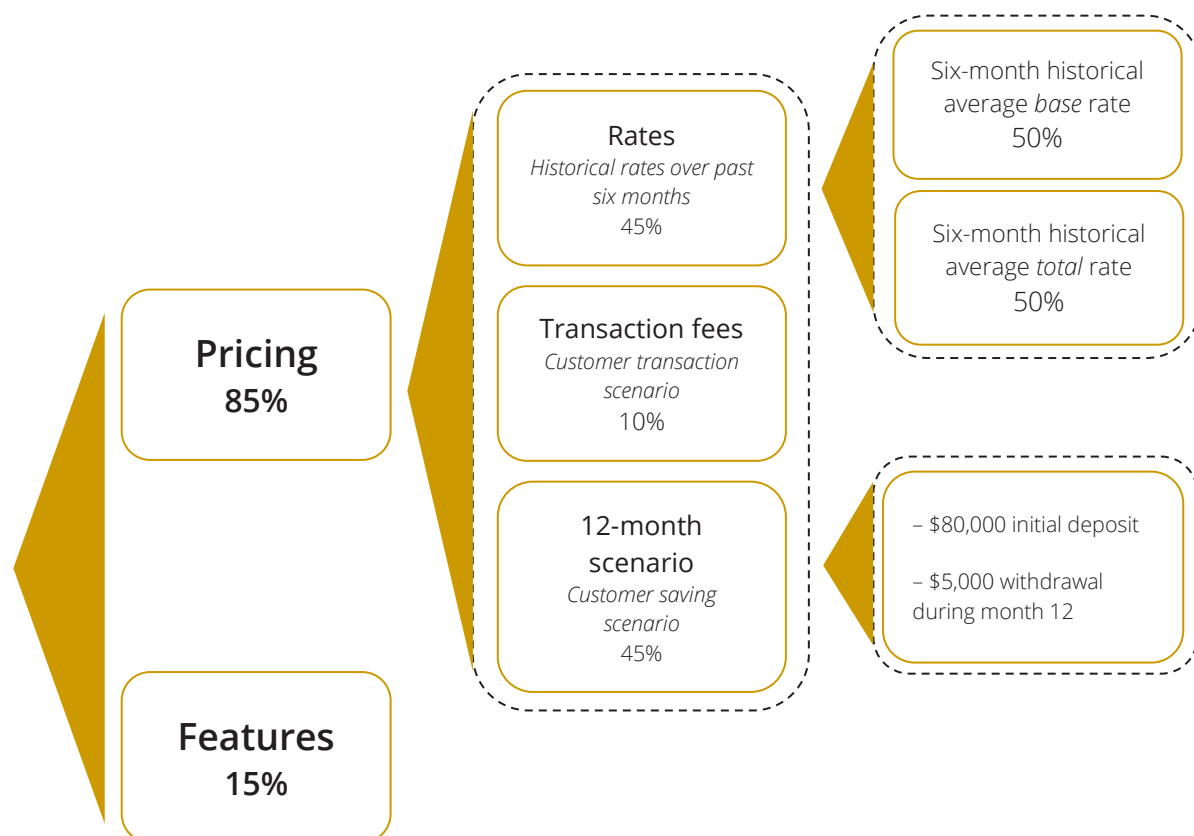 Pricing
85%
Features
15%
Rates
Historical rates over past
six months
45%
Transaction fees
Customer transaction
scenario
10%
12-month
scenario
Customer saving
scenario
45%
Six-month historical
average base rate
50%
Six-month historical
average total rate
50%
– $80,000 initial deposit
– $5,000 withdrawal
during month 12